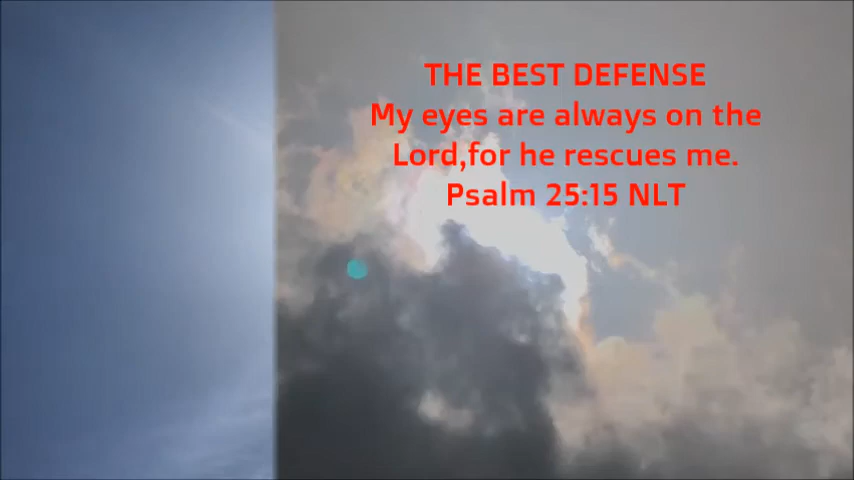 THE BEST DEFENSE
My eyes are always on the
Lord,for he rescues me.
Psalm 25:15 NLT